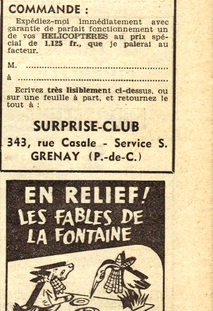 COMMANDE :
Expédiez-moi immédiatement avec
garantie de parfait fonctionnement un
de vos HELICOPTERES au prix spé-
cial de 1.125 fr., que je paierai au
facteur.
M. ...........................
à ...........................
Ecrivez très lisiblement ci-dessus, ou
sur une feuille à part, et retournez le
tout à :
SURPRISE-CLUB
343, rue Casale - Service S.
GRENAY (P.-de-C.)
EN RELIEF!
LES FABLES DE
LA FONTAINE